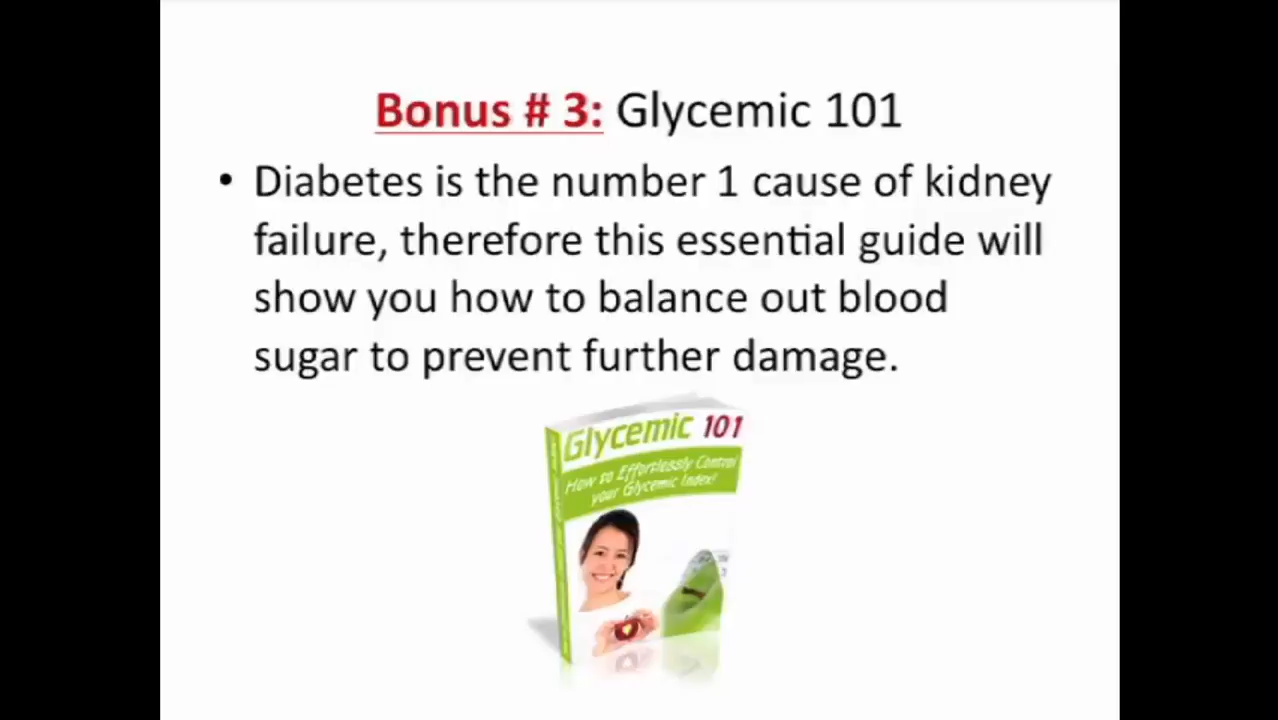 Bonus # 3: Glycemic 101
• Diabetes is the number 1 cause of kidney
failure, therefore this essential guide will
show you how to balance out blood
sugar to prevent further damage.
Glycemic 101
How to Effortlessly Control
your Glycemic Index!